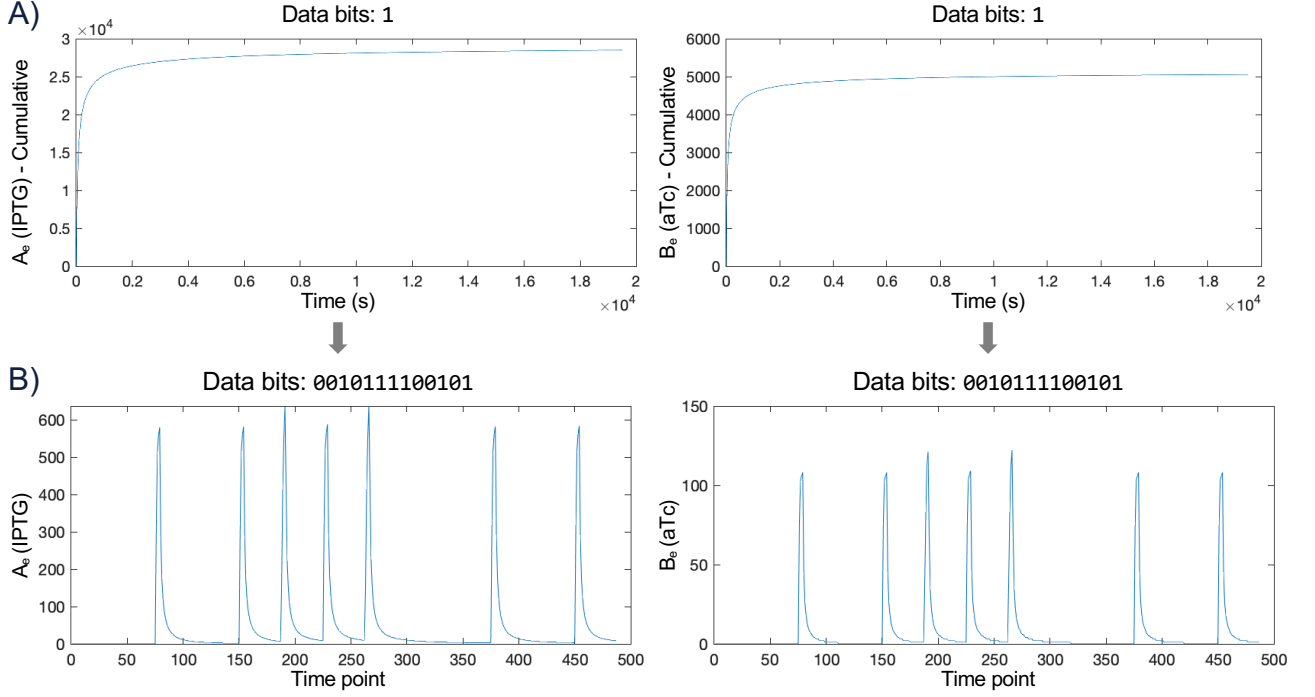 A)
Data bits: 1
×10⁴
3
2.5
2
1.5
1
0.5
0
Aₑ (IPTG) - Cumulative
0 0.2 0.4 0.6 0.8 1 1.2 1.4 1.6 1.8 2
Time (s)
×10⁴
Data bits: 1
6000
5000
4000
3000
2000
1000
0
Bₑ (aTc) - Cumulative
0 0.2 0.4 0.6 0.8 1 1.2 1.4 1.6 1.8 2
Time (s)
×10⁴
B)
Data bits: 0010111100101
600
500
400
300
200
100
0
Aₑ (IPTG)
0 50 100 150 200 250 300 350 400 450 500
Time point
Data bits: 0010111100101
150
100
50
0
Bₑ (aTc)
0 50 100 150 200 250 300 350 400 450 500
Time point